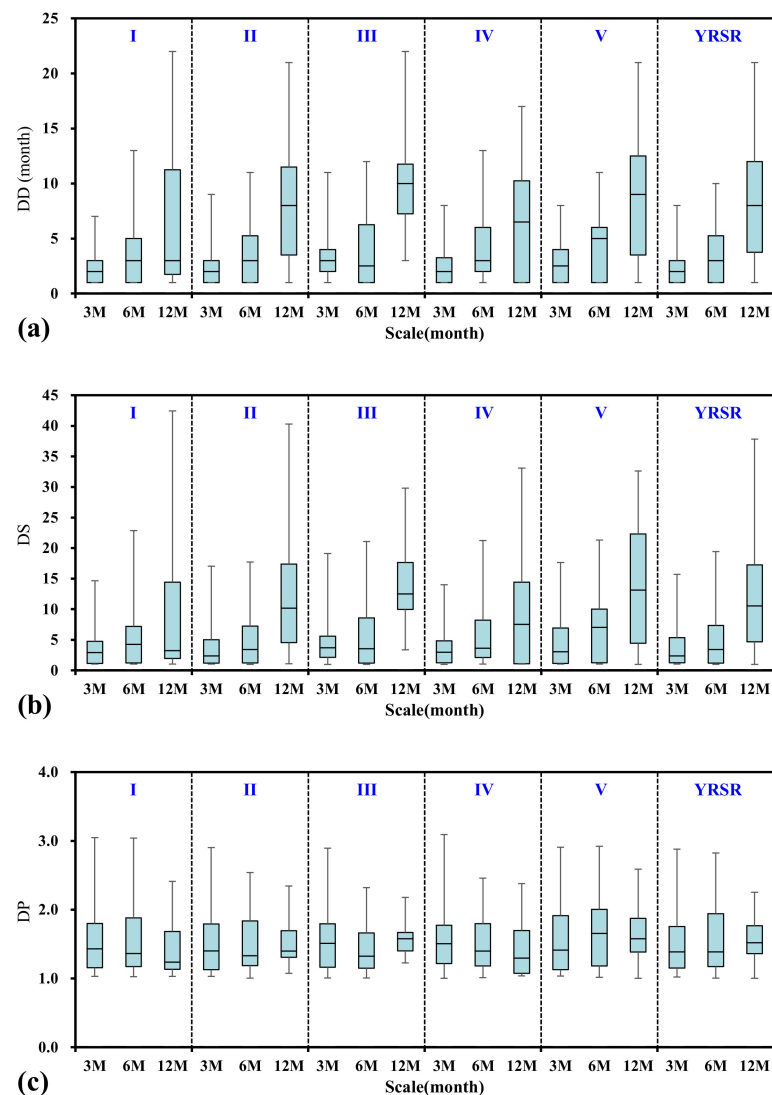 25
20
15
10
5
0
DD (month)
I II III IV V YRSR
3M 6M 12M 3M 6M 12M 3M 6M 12M 3M 6M 12M 3M 6M 12M 3M 6M 12M
Scale(month)
(a)
45
40
35
30
25
20
15
10
5
0
DS
I II III IV V YRSR
3M 6M 12M 3M 6M 12M 3M 6M 12M 3M 6M 12M 3M 6M 12M 3M 6M 12M
Scale(month)
(b)
4.0
3.0
2.0
1.0
0.0
DP
I II III IV V YRSR
3M 6M 12M 3M 6M 12M 3M 6M 12M 3M 6M 12M 3M 6M 12M 3M 6M 12M
Scale(month)
(c)